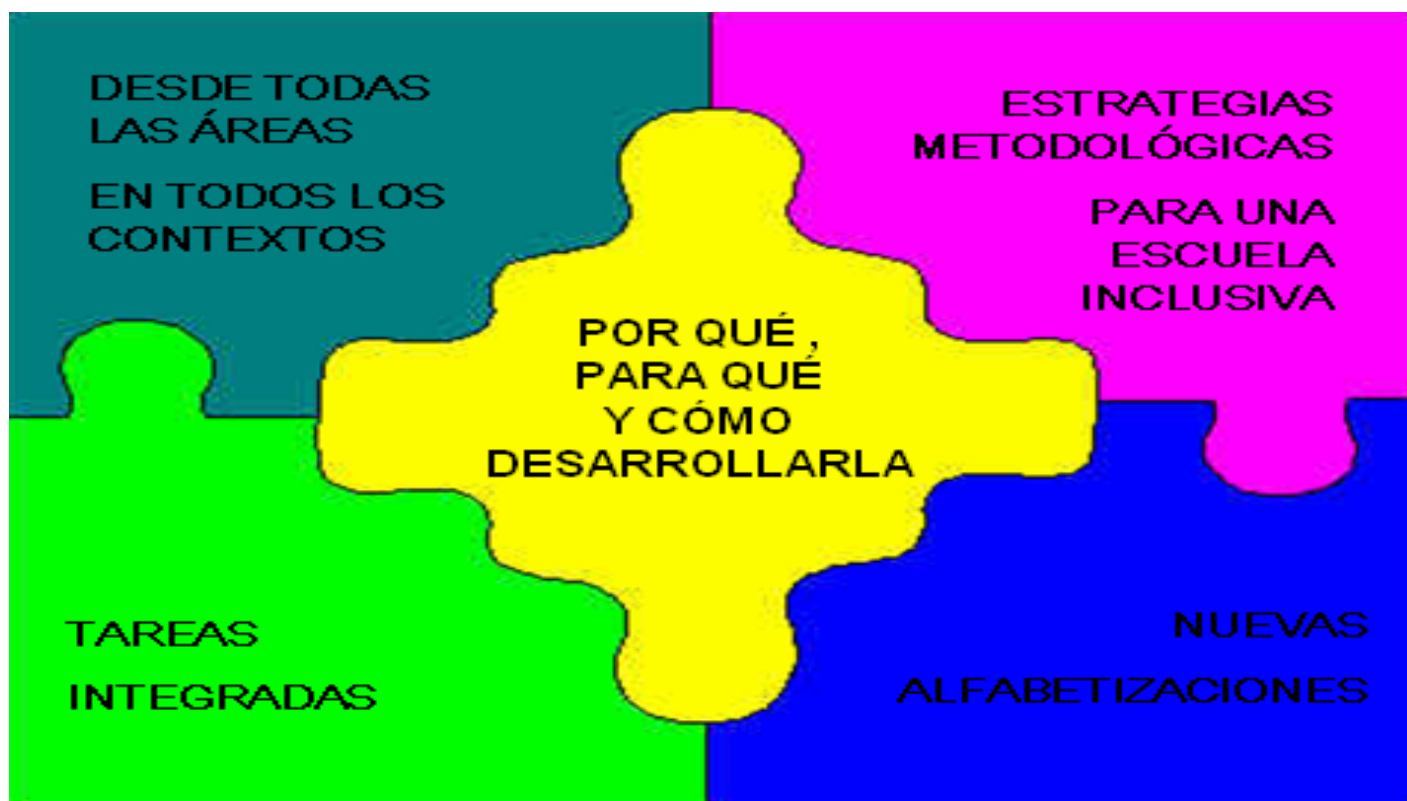 DESDE TODAS
LAS ÁREAS
EN TODOS LOS
CONTEXTOS
ESTRATEGIAS
METODOLÓGICAS
PARA UNA
ESCUELA
INCLUSIVA
POR QUÉ ,
PARA QUÉ
Y CÓMO
DESARROLLARLA
TAREAS
INTEGRADAS
NUEVAS
ALFABETIZACIONES